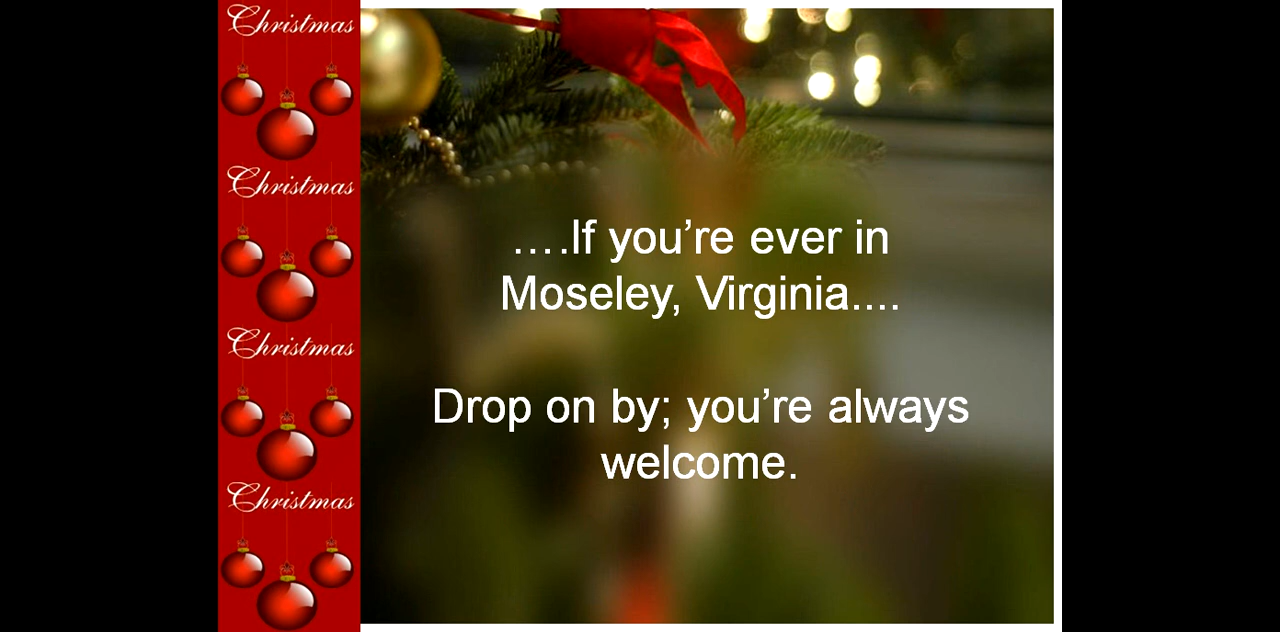 Christmas
Christmas
Christmas
Christmas
….If you’re ever in
Moseley, Virginia....
Drop on by; you’re always
welcome.